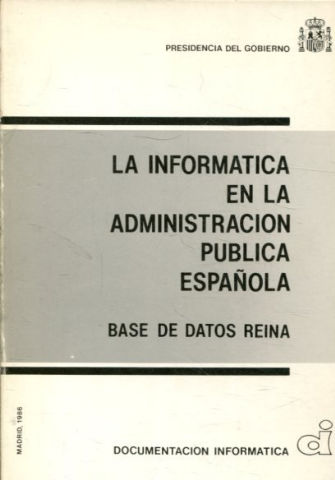 PRESIDENCIA DEL GOBIERNO
LA INFORMATICA
EN LA
ADMINISTRACION
PUBLICA
ESPAÑOLA
BASE DE DATOS REINA
MADRID, 1986
DOCUMENTACION INFORMATICA
di